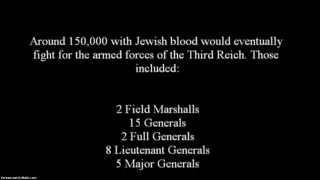 Around 150,000 with Jewish blood would eventually
fight for the armed forces of the Third Reich. Those
included:
2 Field Marshalls
15 Generals
2 Full Generals
8 Lieutenant Generals
5 Major Generals